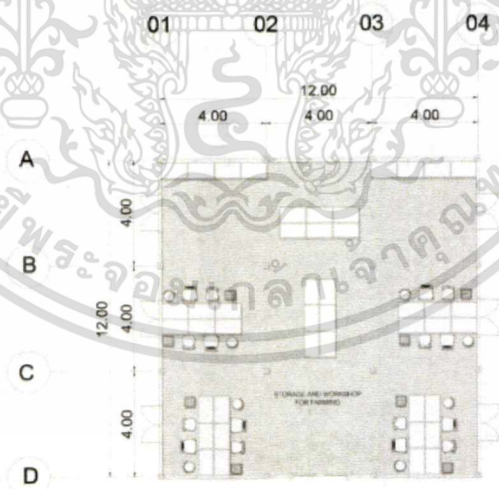 01 02 03 04
12.00
4.00 4.00 4.00
A
4.00
B
12.00 4.00
C
STORAGE AND WORKSHOP
FOR FARMING
4.00
D